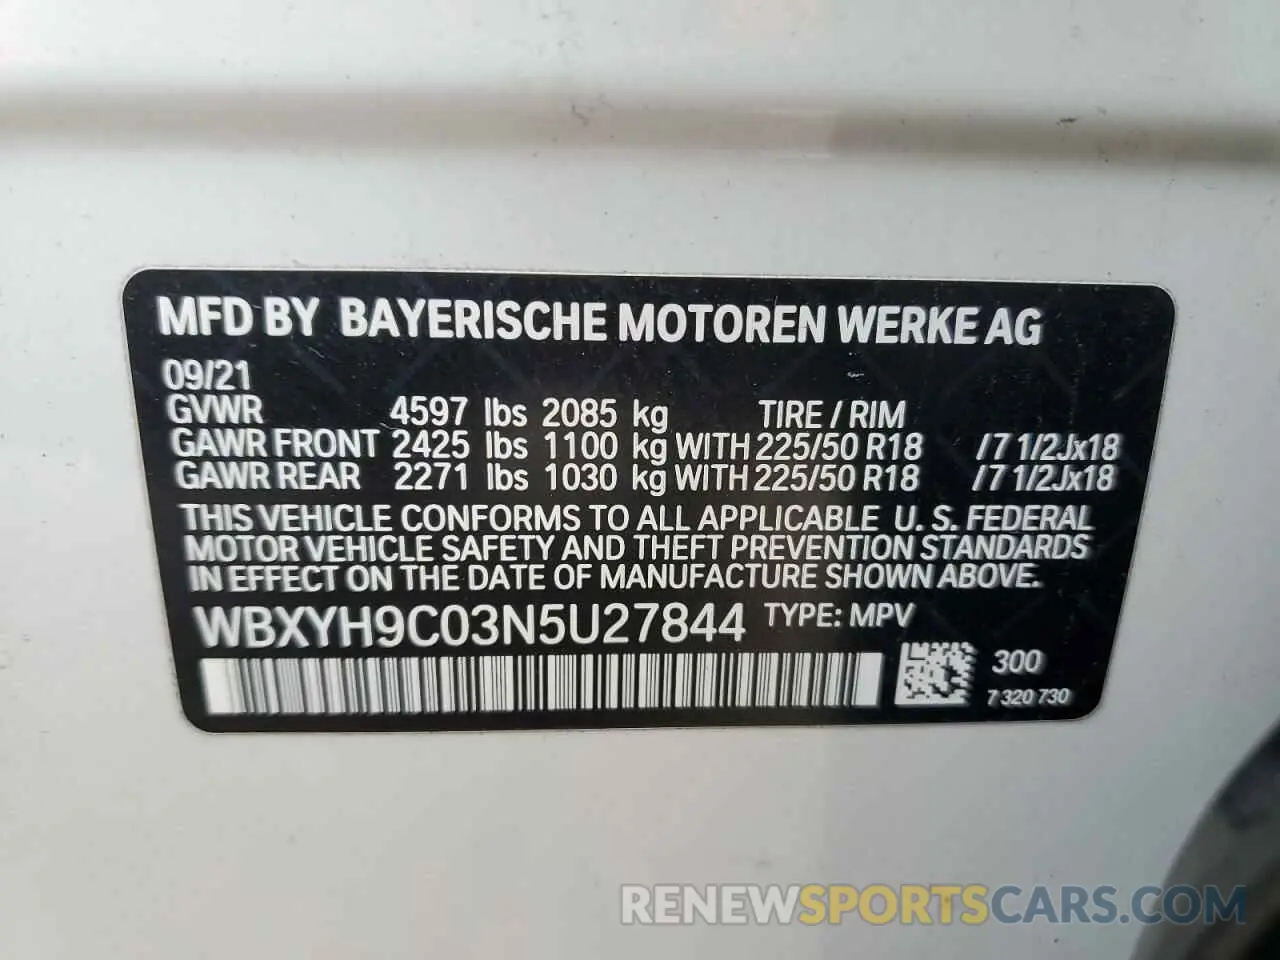 MFD BY BAYERISCHE MOTOREN WERKE AG
09/21
GVWR 4597 lbs 2085 kg TIRE / RIM
GAWR FRONT 2425 lbs 1100 kg WITH 225/50 R18 /7 1/2Jx18
GAWR REAR 2271 lbs 1030 kg WITH 225/50 R18 /7 1/2Jx18
THIS VEHICLE CONFORMS TO ALL APPLICABLE U. S. FEDERAL
MOTOR VEHICLE SAFETY AND THEFT PREVENTION STANDARDS
IN EFFECT ON THE DATE OF MANUFACTURE SHOWN ABOVE.
WBXYH9C03N5U27844 TYPE: MPV
300
7 320 730
RENEWSPORTSCARS.COM